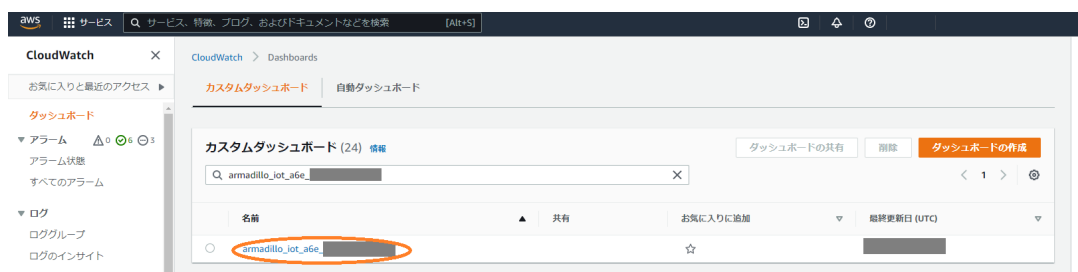 aws サービス サービス、特徴、ブログ、およびドキュメントなどを検索 [Alt+S]
CloudWatch
お気に入りと最近のアクセス
ダッシュボード
アラーム 0 6 3
アラーム状態
すべてのアラーム
ログ
ロググループ
ログのインサイト
CloudWatch > Dashboards
カスタムダッシュボード 自動ダッシュボード
カスタムダッシュボード (24) 情報 ダッシュボードの共有 削除 ダッシュボードの作成
armadillo_iot_a6e_ 1
名前 共有 お気に入りに追加 最終更新日 (UTC)
armadillo_iot_a6e_